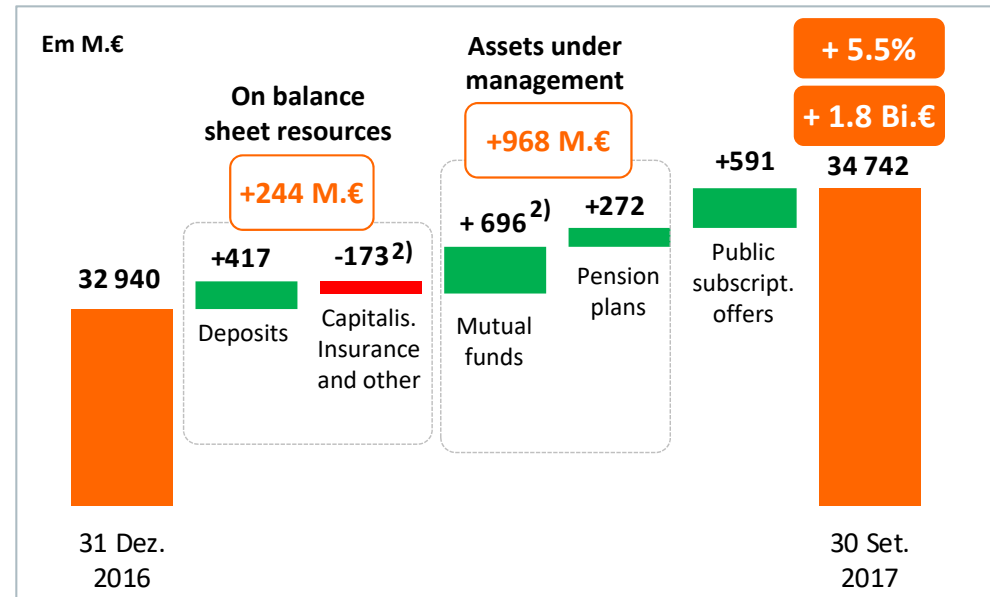 Em M.€
On balance
sheet resources
+244 M.€
Assets under
management
+968 M.€
+ 5.5%
+ 1.8 Bi.€
32 940
+417
-173 2)
+ 696 2)
+272
+591
34 742
Deposits
Capitalis.
Insurance
and other
Mutual
funds
Pension
plans
Public
subscript.
offers
31 Dez.
2016
30 Set.
2017